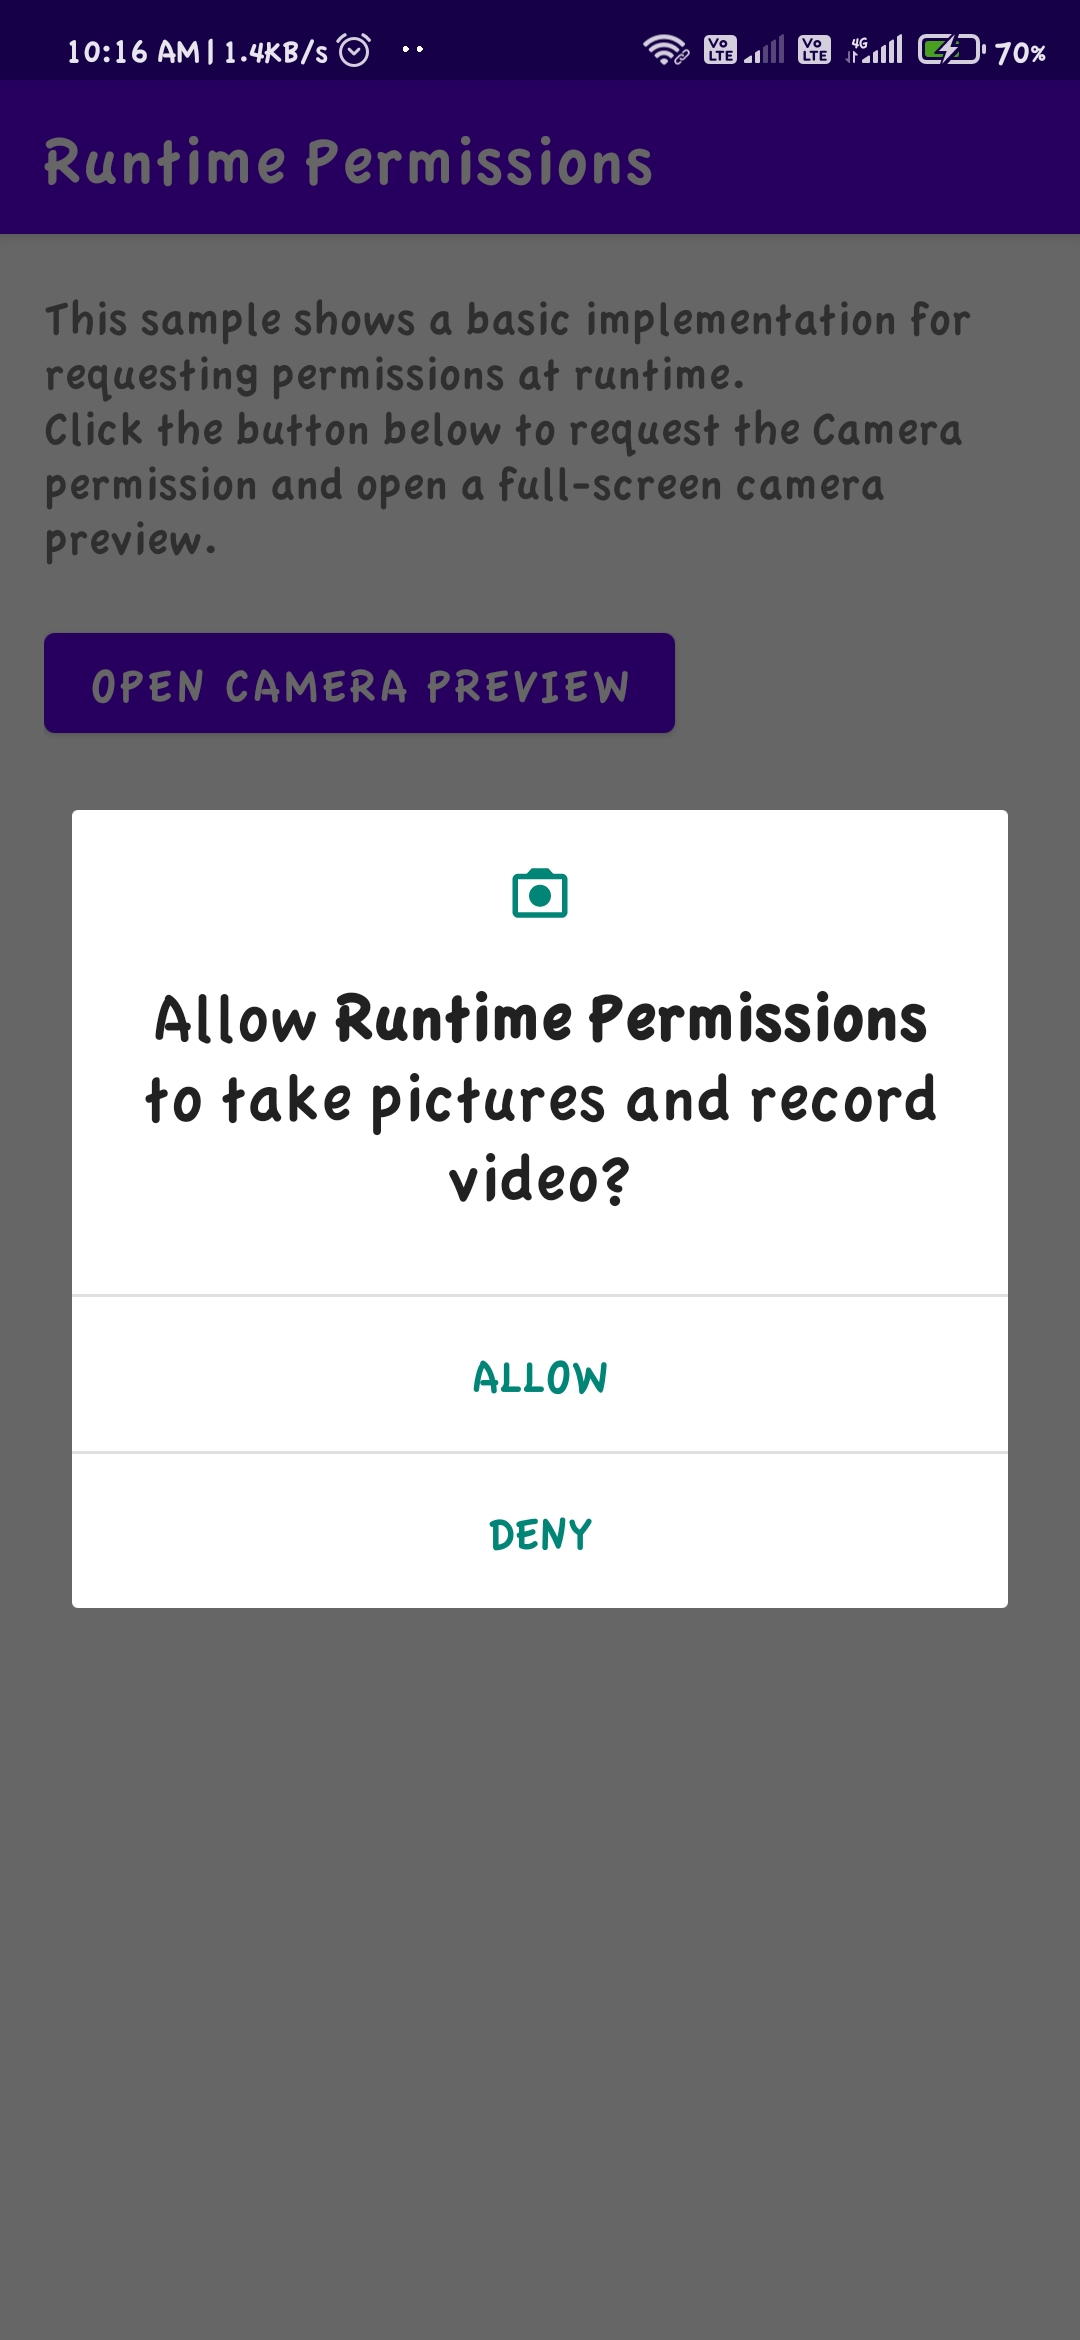 10:16 AM | 1.4KB/s Vo LTE Vo LTE 4G 70%
Runtime Permissions
This sample shows a basic implementation for
requesting permissions at runtime.
Click the button below to request the Camera
permission and open a full-screen camera
preview.
OPEN CAMERA PREVIEW
Allow Runtime Permissions
to take pictures and record
video?
ALLOW
DENY